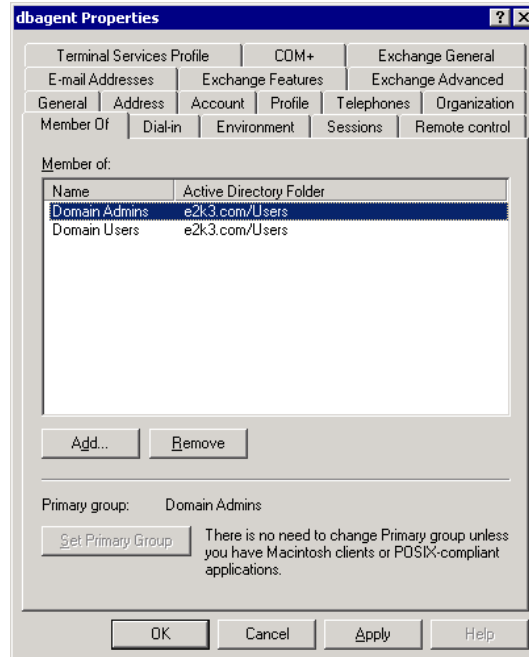 dbagent Properties
Terminal Services Profile COM+ Exchange General
E-mail Addresses Exchange Features Exchange Advanced
General Address Account Profile Telephones Organization
Member Of Dial-in Environment Sessions Remote control
Member of:
Name Active Directory Folder
Domain Admins e2k3.com/Users
Domain Users e2k3.com/Users
Add... Remove
Primary group: Domain Admins
Set Primary Group
There is no need to change Primary group unless
you have Macintosh clients or POSIX-compliant
applications.
OK Cancel Apply Help